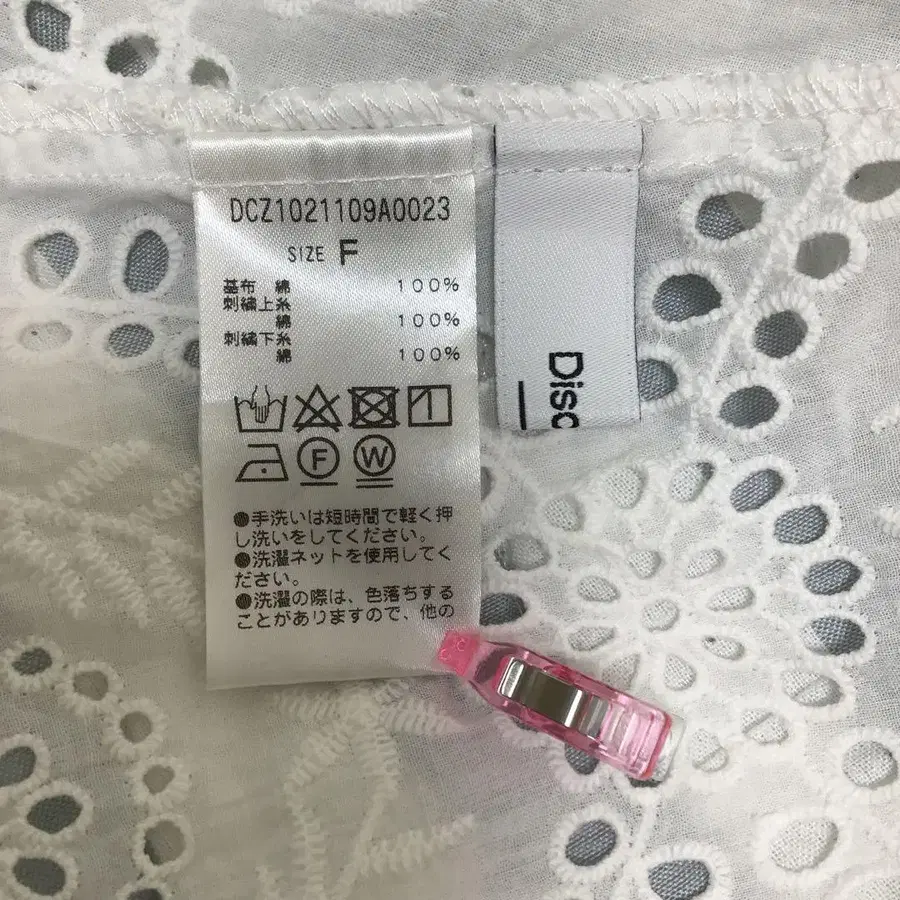 DCZ1021109A0023
SIZE F
基布 綿 100%
刺繍上糸
綿 100%
刺繍下糸
綿 100%
F W
●手洗いは短時間で軽く押
し洗いをしてください。
●洗濯ネットを使用してく
ださい。
●洗濯の際は、色落ちする
ことがありますので、他の
Disc